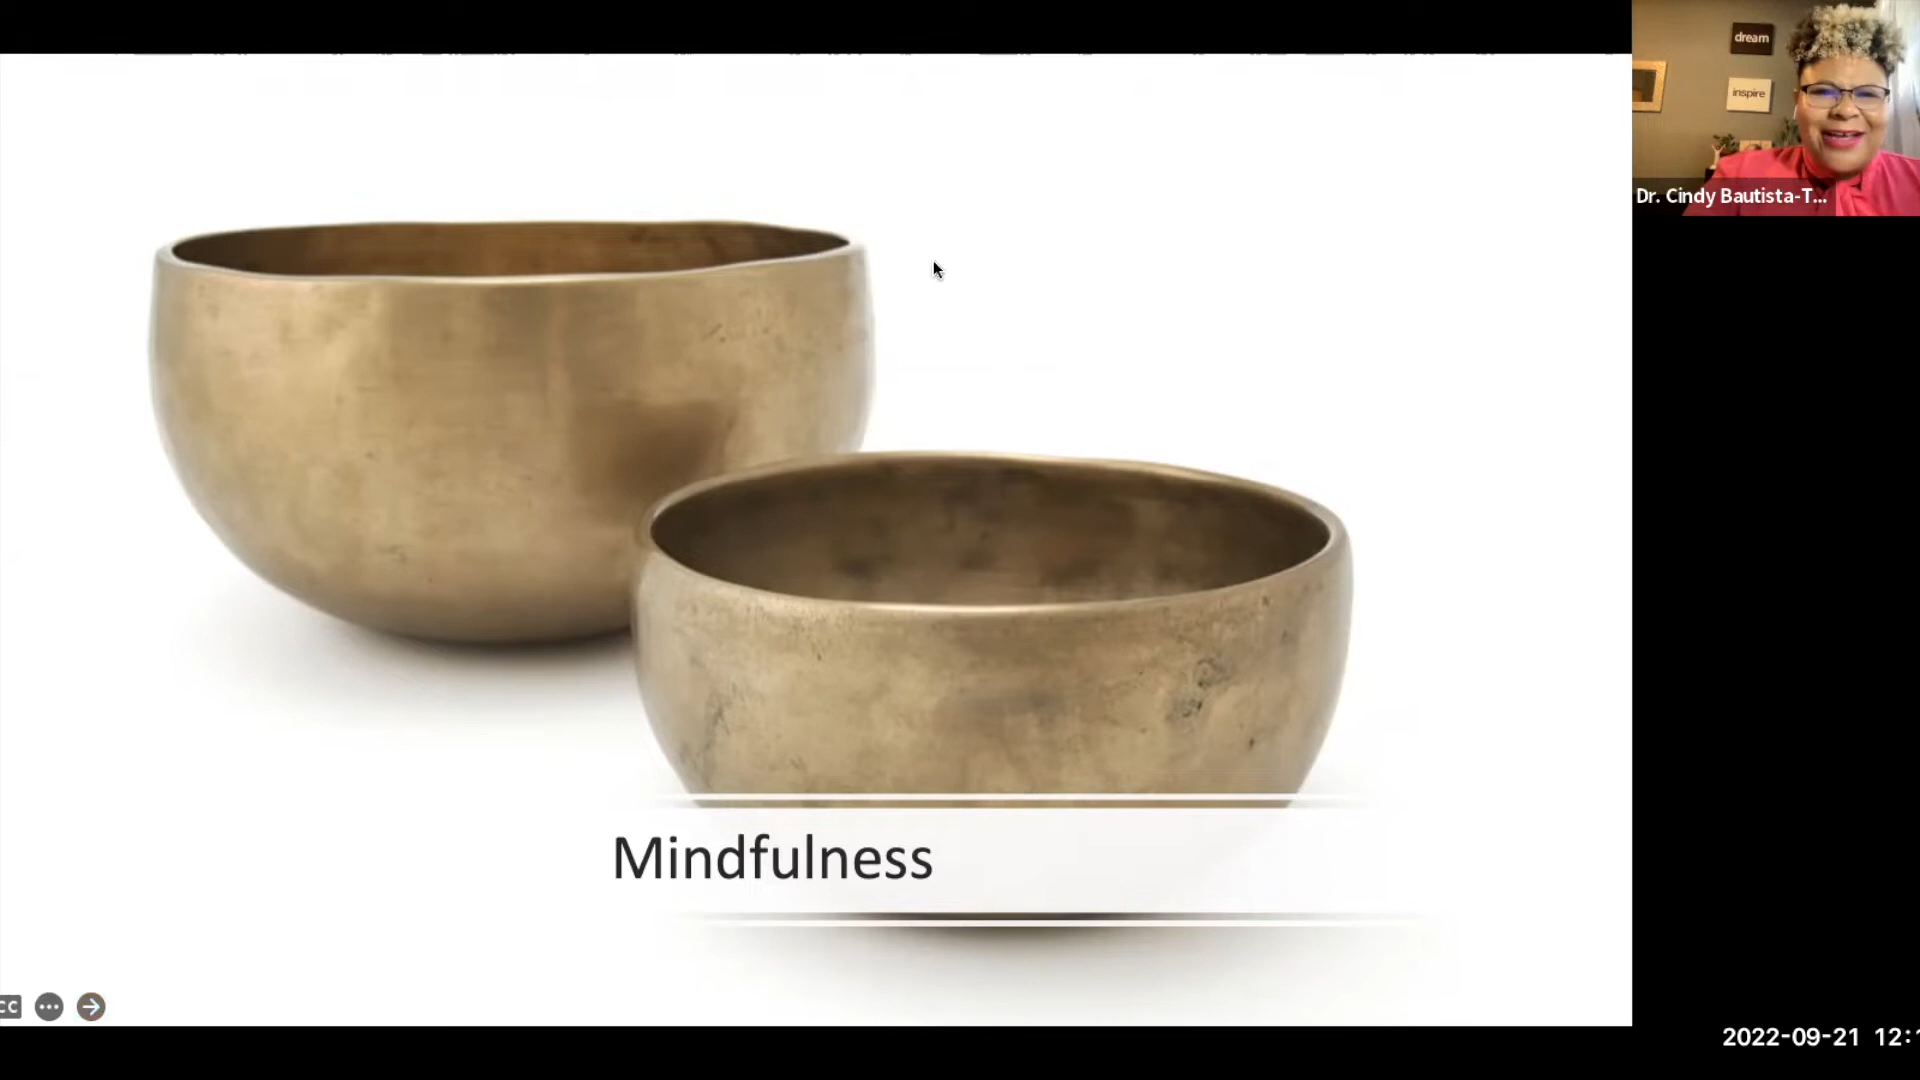 dream
inspire
Dr. Cindy Bautista-T...
Mindfulness
CC
2022-09-21 12: